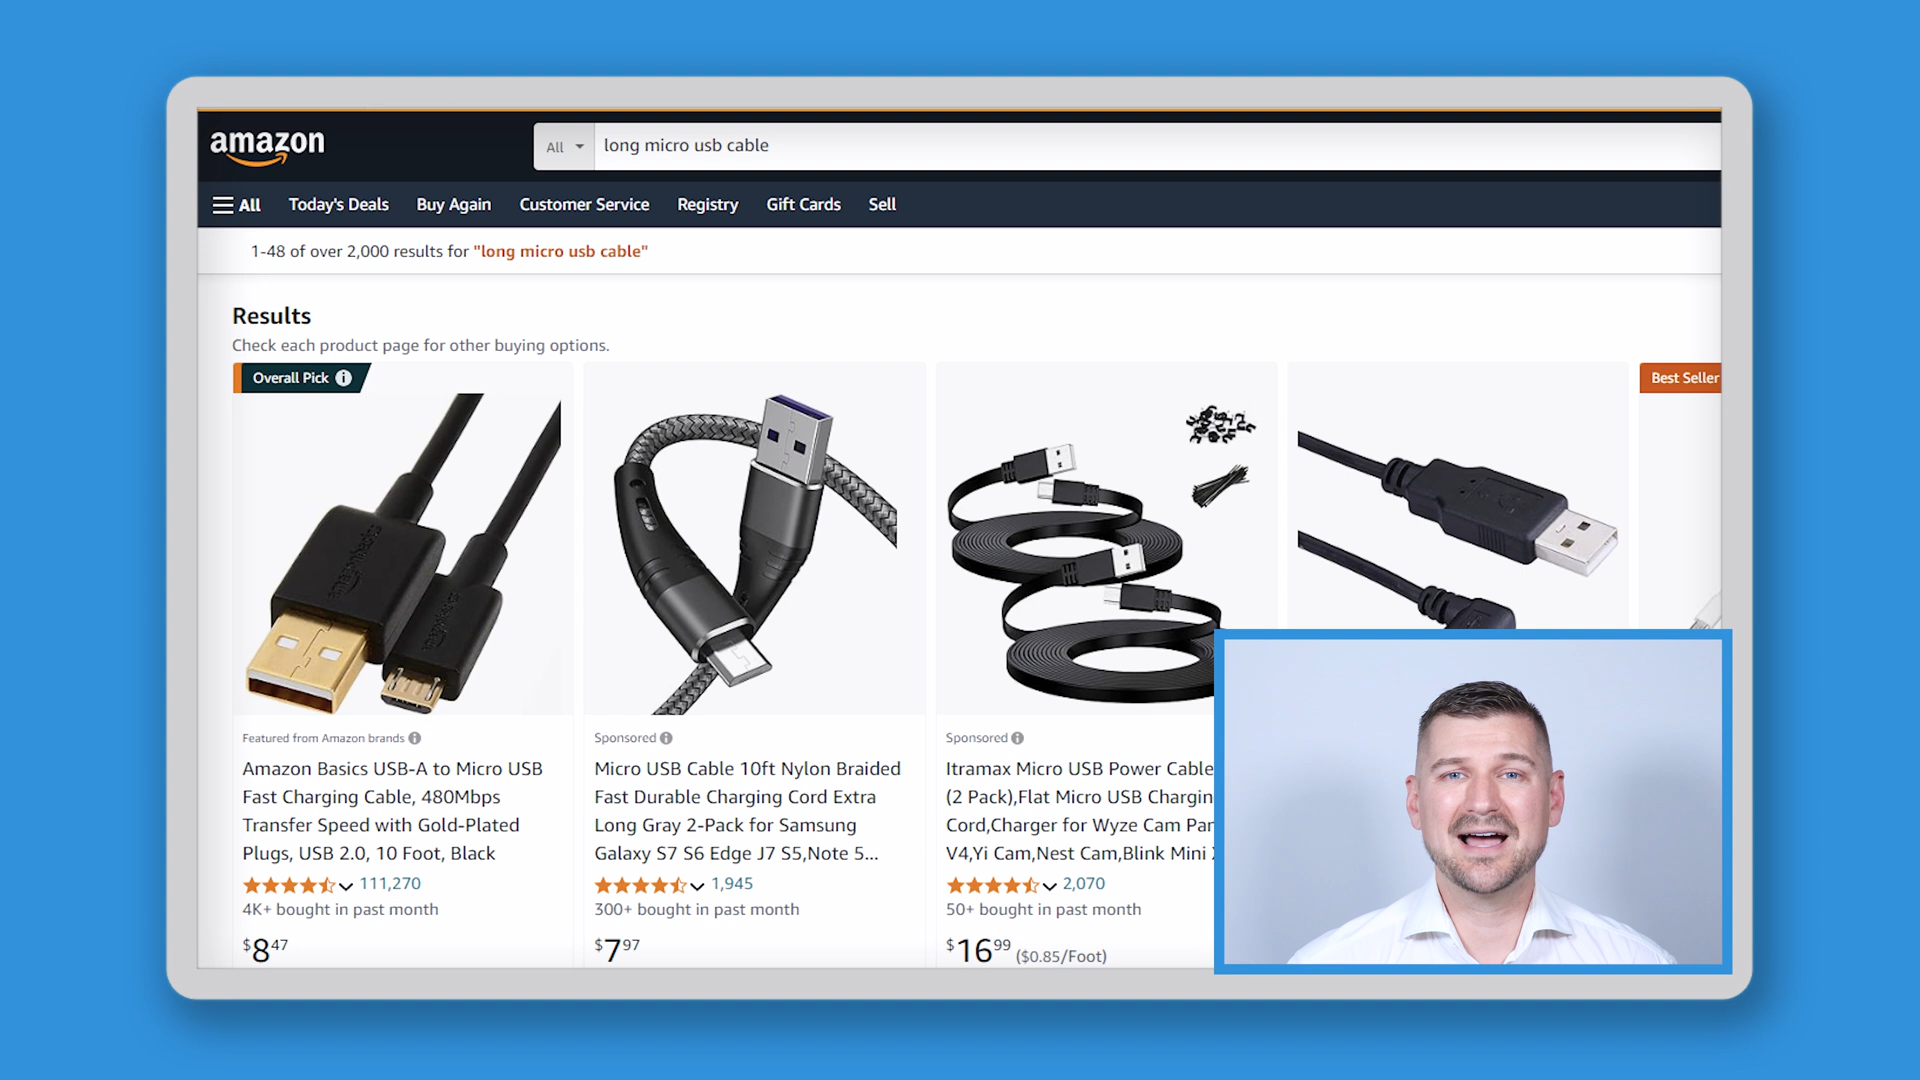 amazon
All
long micro usb cable
All Today's Deals Buy Again Customer Service Registry Gift Cards Sell
1-48 of over 2,000 results for "long micro usb cable"
Results
Check each product page for other buying options.
Overall Pick
Best Seller
Featured from Amazon brands
Amazon Basics USB-A to Micro USB
Fast Charging Cable, 480Mbps
Transfer Speed with Gold-Plated
Plugs, USB 2.0, 10 Foot, Black
111,270
4K+ bought in past month
$8 47
Sponsored
Micro USB Cable 10ft Nylon Braided
Fast Durable Charging Cord Extra
Long Gray 2-Pack for Samsung
Galaxy S7 S6 Edge J7 S5,Note 5...
1,945
300+ bought in past month
$7 97
Sponsored
Itramax Micro USB Power Cable
(2 Pack),Flat Micro USB Chargin
Cord,Charger for Wyze Cam Pan
V4,Yi Cam,Nest Cam,Blink Mini
2,070
50+ bought in past month
$16 99 ($0.85/Foot)